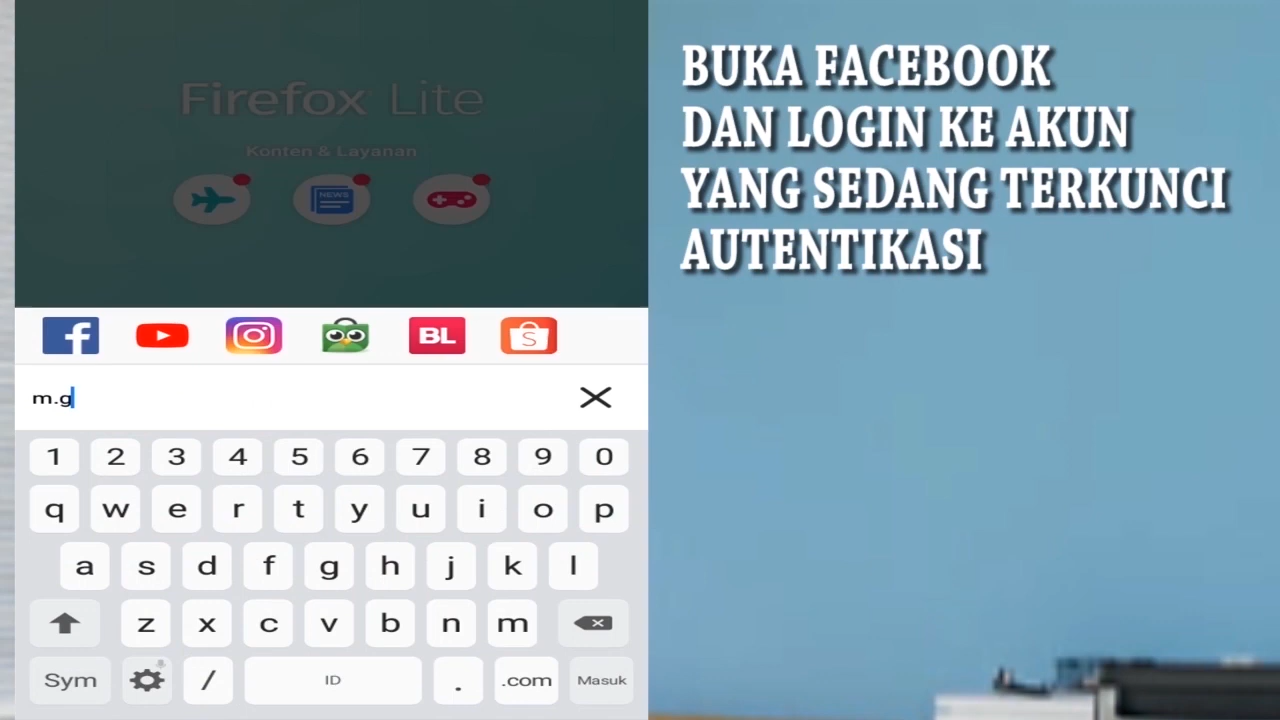 Firefox Lite
Konten & Layanan
NEWS
f
BL
S
m.g
1 2 3 4 5 6 7 8 9 0
q w e r t y u i o p
a s d f g h j k l
z x c v b n m
Sym / ID . .com Masuk
BUKA FACEBOOK
DAN LOGIN KE AKUN
YANG SEDANG TERKUNCI
AUTENTIKASI